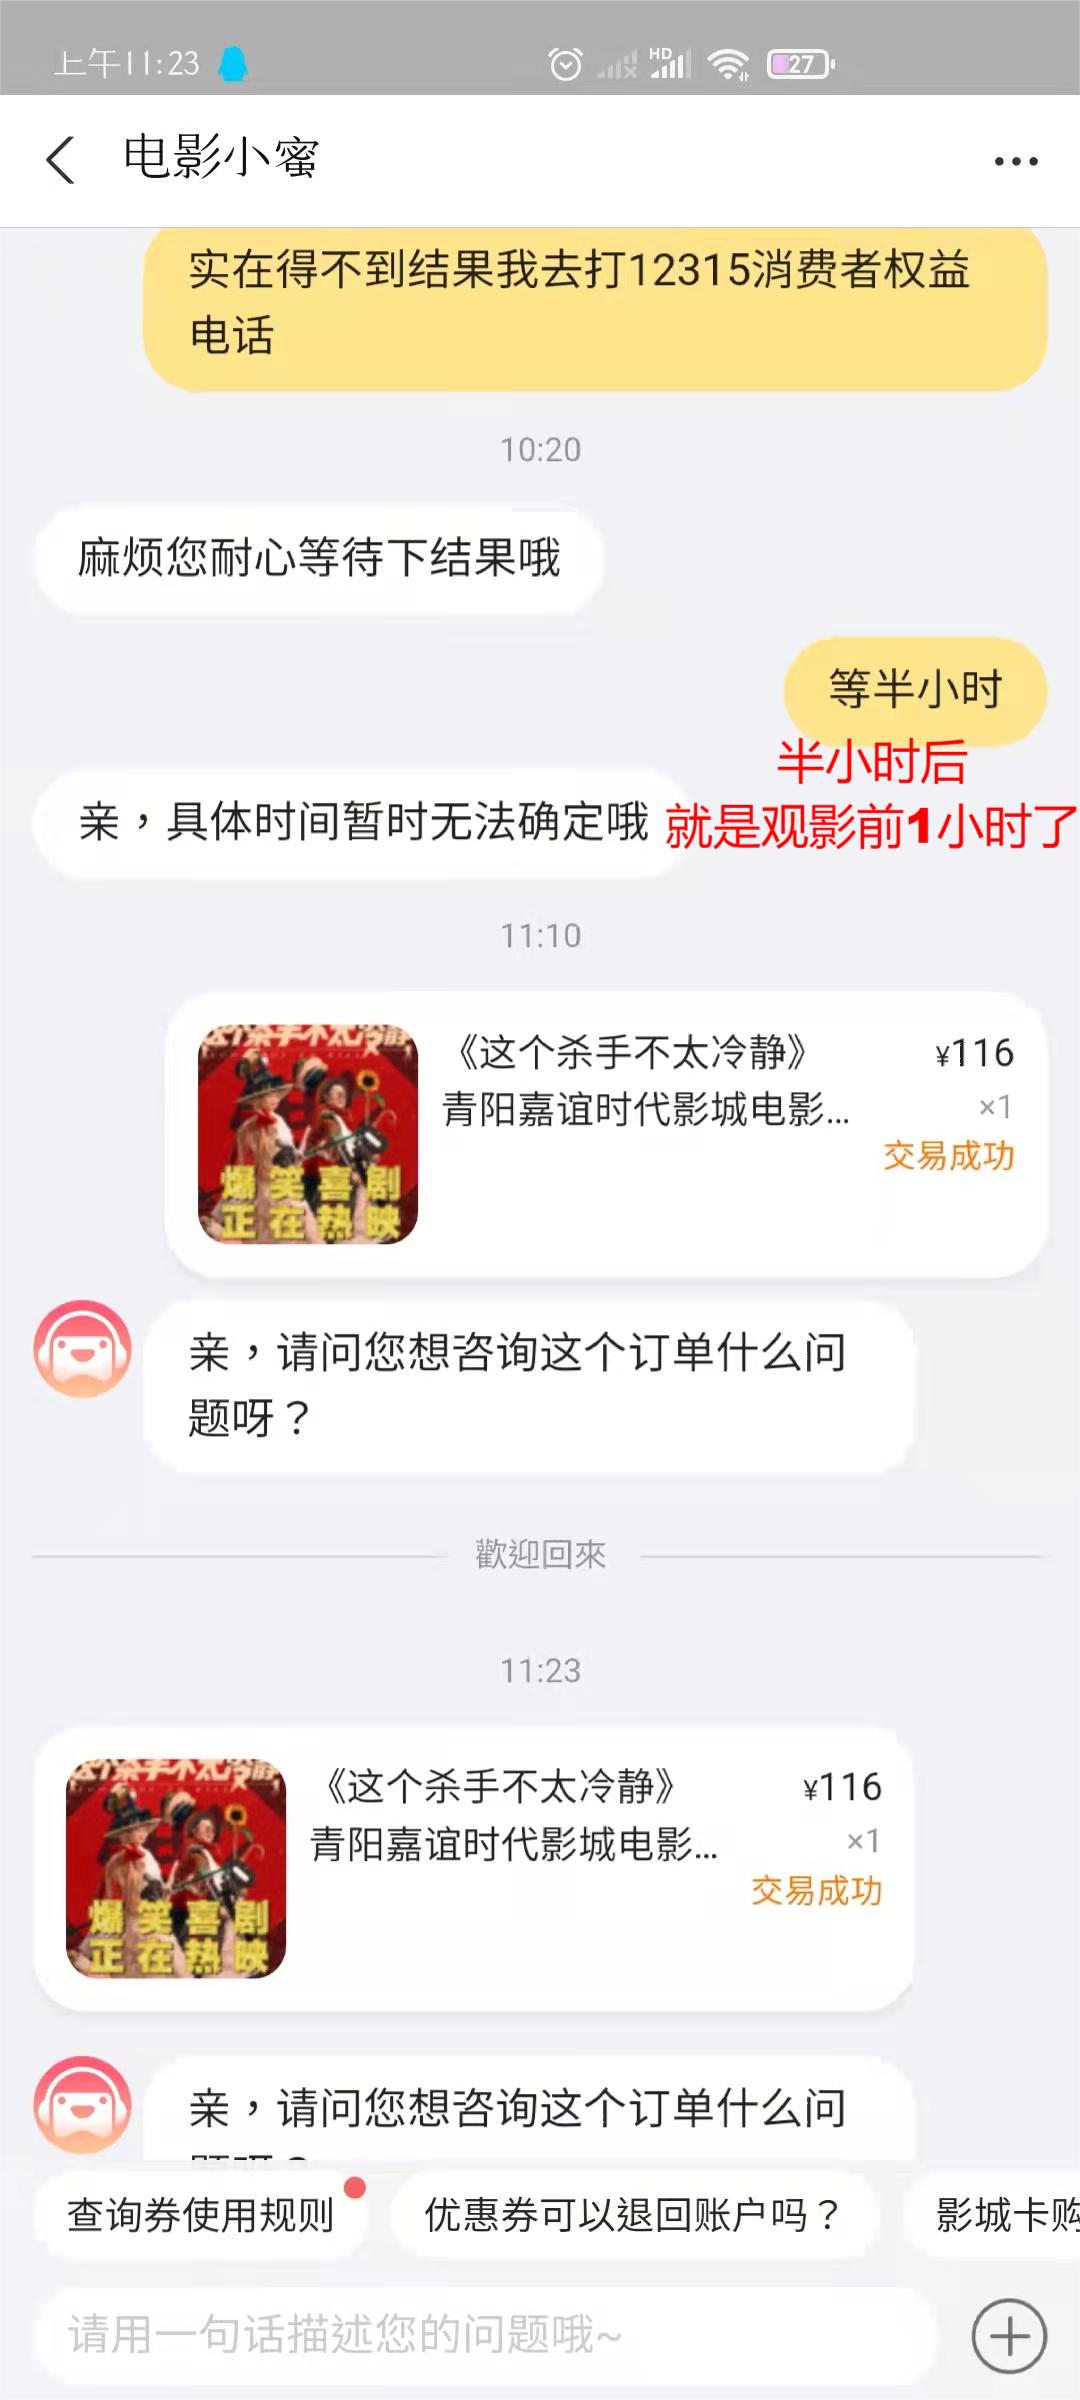 上午11:23
HD
27
电影小蜜
实在得不到结果我去打12315消费者权益
电话
10:20
麻烦您耐心等待下结果哦
等半小时
半小时后
亲，具体时间暂时无法确定哦
就是观影前1小时了
11:10
这个杀手不太冷静
爆笑喜剧
正在热映
《这个杀手不太冷静》
¥116
青阳嘉谊时代影城电影...
×1
交易成功
亲，请问您想咨询这个订单什么问
题呀？
歡迎回來
11:23
这个杀手不太冷静
爆笑喜剧
正在热映
《这个杀手不太冷静》
¥116
青阳嘉谊时代影城电影...
×1
交易成功
亲，请问您想咨询这个订单什么问
题呀？
查询券使用规则
优惠券可以退回账户吗？
影城卡购
请用一句话描述您的问题哦~